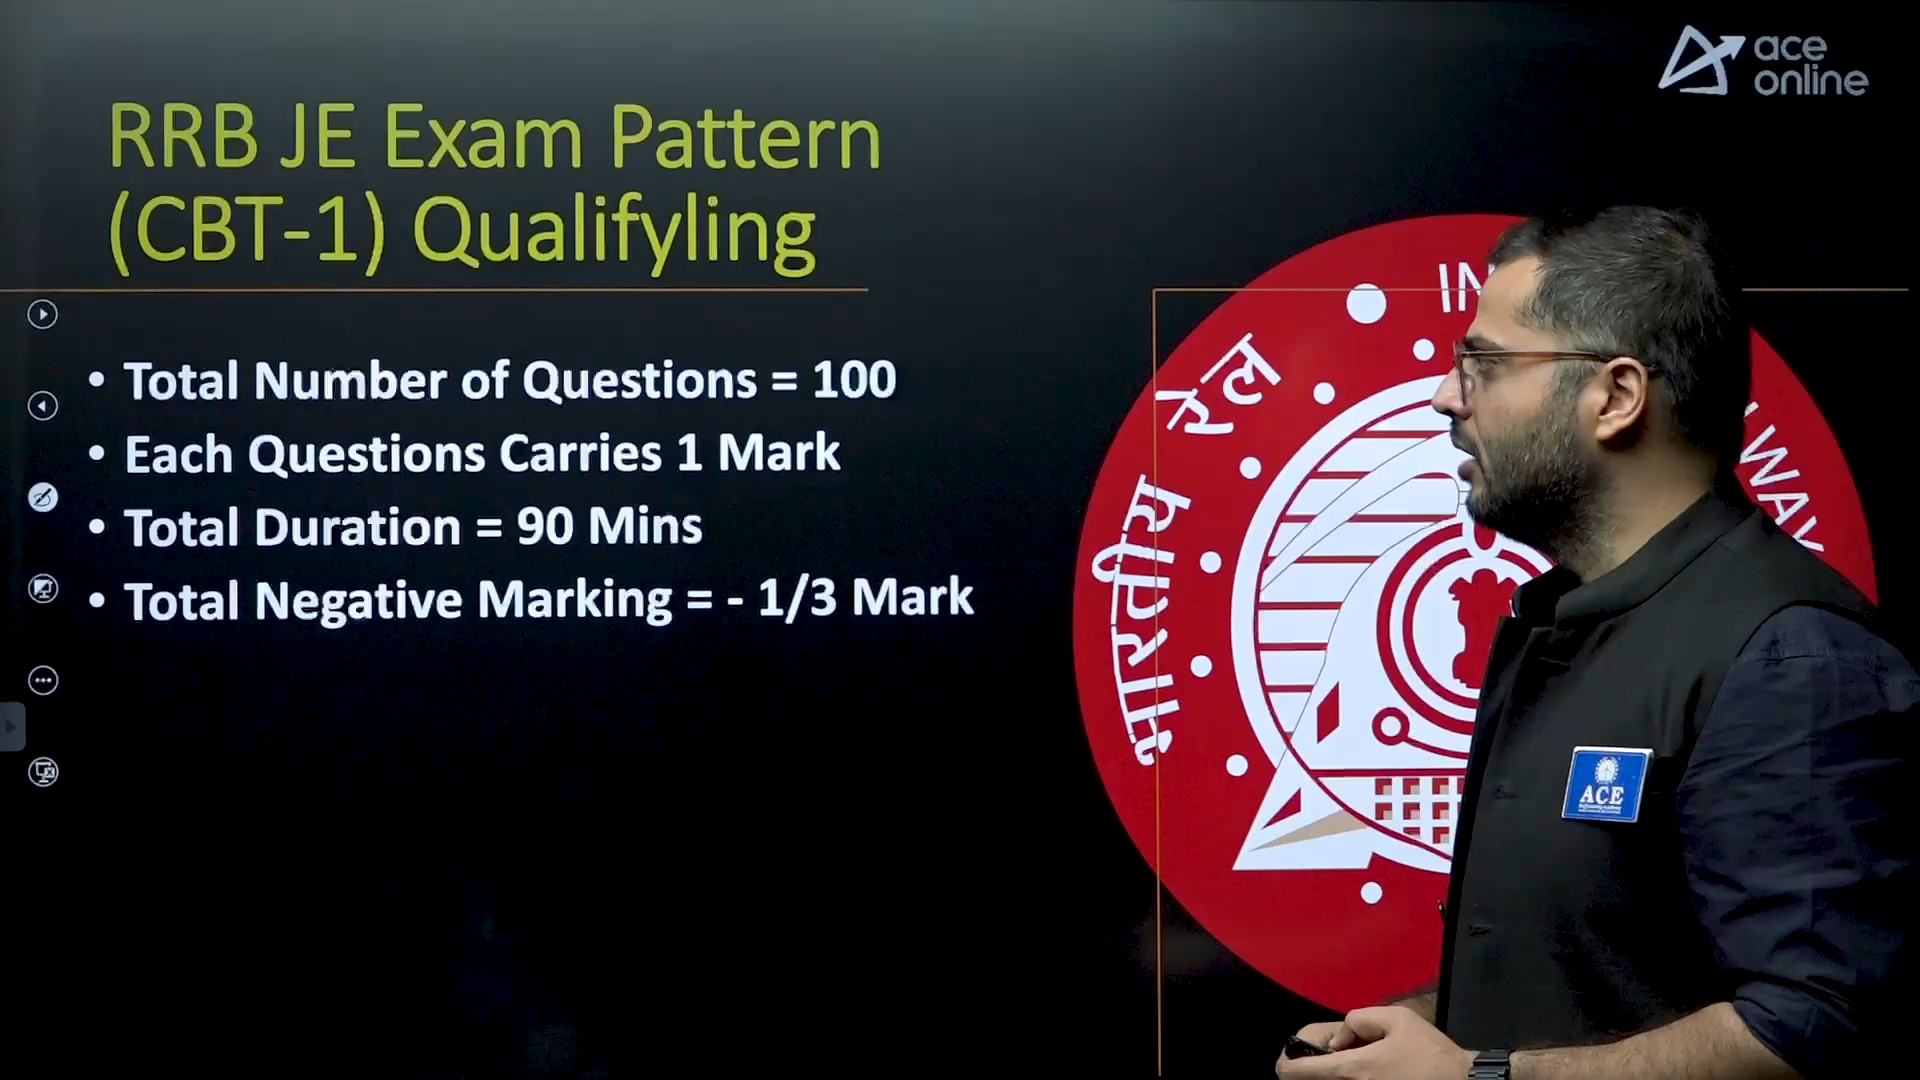 ace
online
RRB JE Exam Pattern
(CBT-1) Qualifyling
• Total Number of Questions = 100
• Each Questions Carries 1 Mark
• Total Duration = 90 Mins
• Total Negative Marking = - 1/3 Mark
भारतीय रेल
ACE